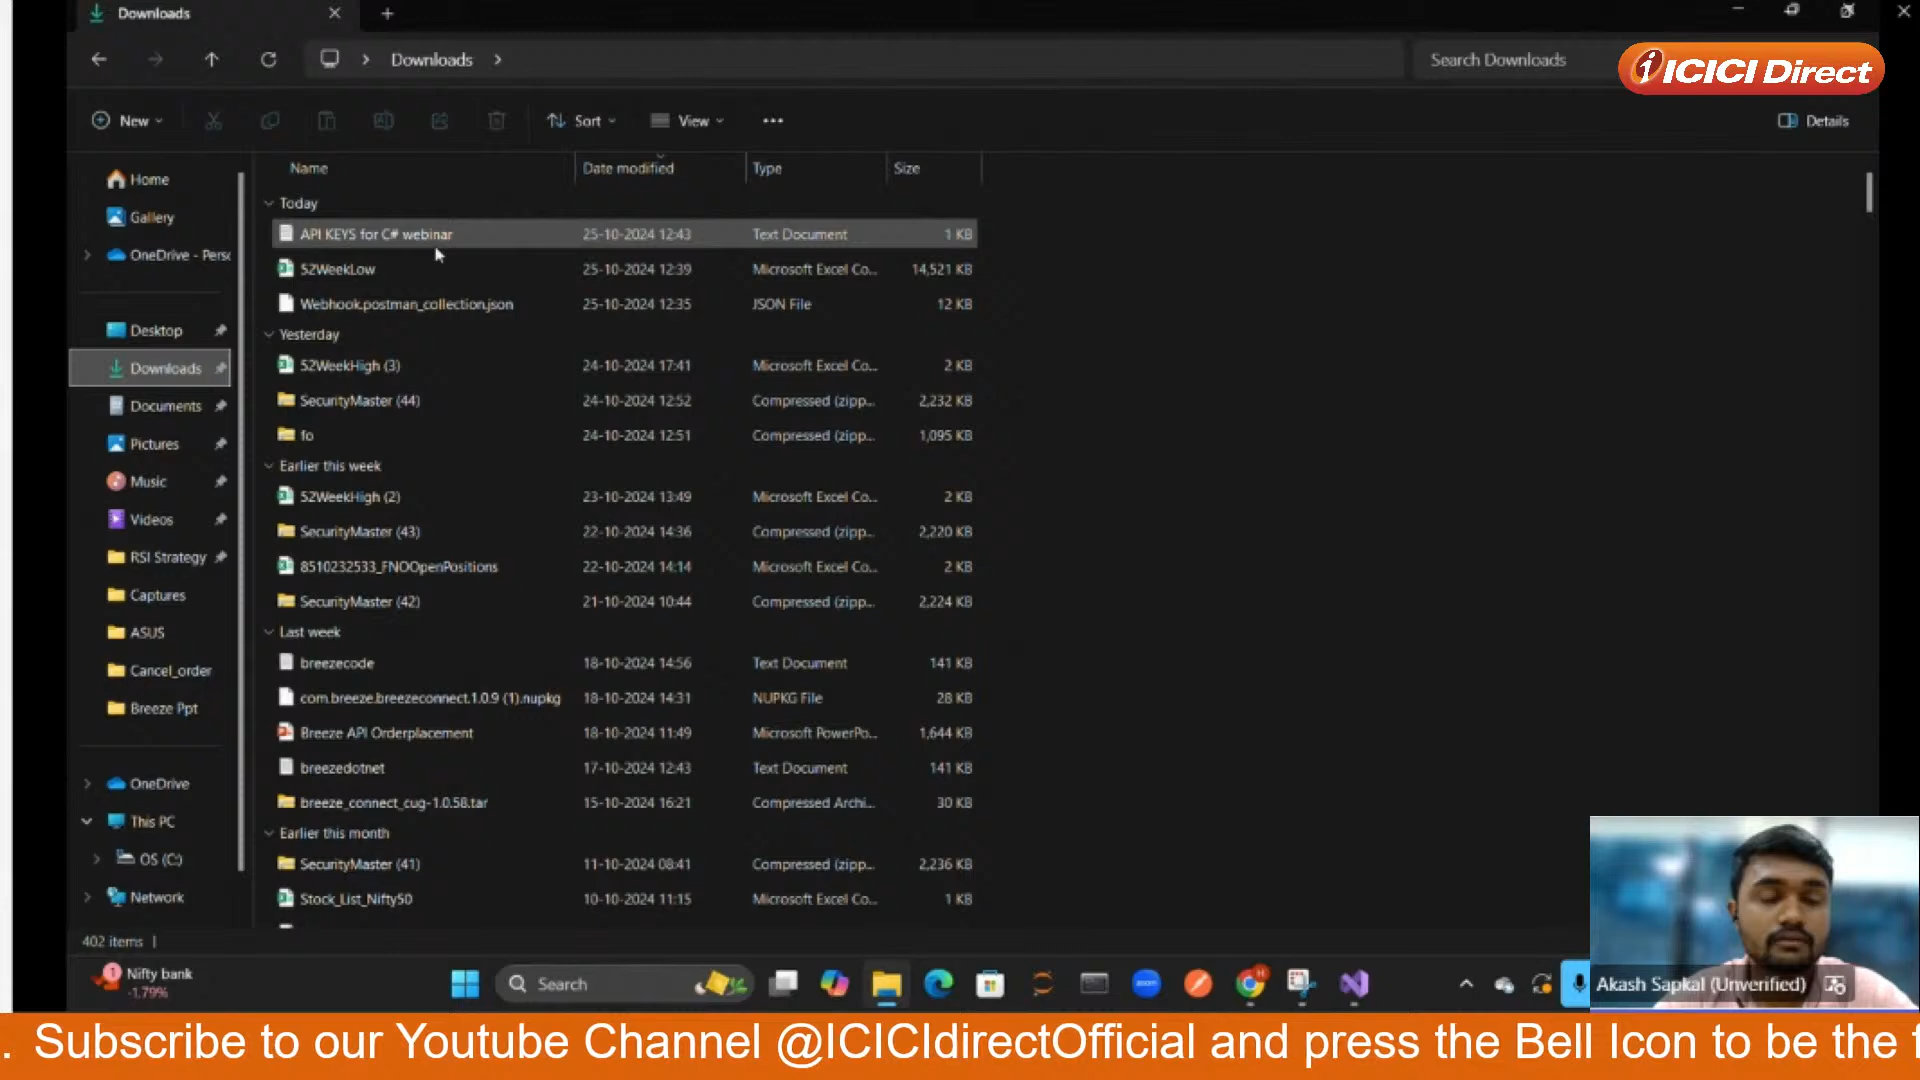 Downloads
Downloads
Search Downloads
ICICI Direct
New
Sort
View
Details
Name
Date modified
Type
Size
Home
Gallery
OneDrive - Perso
Desktop
Downloads
Documents
Pictures
Music
Videos
RSI Strategy
Captures
ASUS
Cancel_order
Breeze Ppt
OneDrive
This PC
OS (C:)
Network
Today
API KEYS for C# webinar 25-10-2024 12:43 Text Document 1 KB
52WeekLow 25-10-2024 12:39 Microsoft Excel Co... 14,521 KB
Webhook.postman_collection.json 25-10-2024 12:35 JSON File 12 KB
Yesterday
52WeekHigh (3) 24-10-2024 17:41 Microsoft Excel Co... 2 KB
SecurityMaster (44) 24-10-2024 12:52 Compressed (zipp... 2,232 KB
fo 24-10-2024 12:51 Compressed (zipp... 1,095 KB
Earlier this week
52WeekHigh (2) 23-10-2024 13:49 Microsoft Excel Co... 2 KB
SecurityMaster (43) 22-10-2024 14:36 Compressed (zipp... 2,220 KB
8510232533_FNOOpenPositions 22-10-2024 14:14 Microsoft Excel Co... 2 KB
SecurityMaster (42) 21-10-2024 10:44 Compressed (zipp... 2,224 KB
Last week
breezecode 18-10-2024 14:56 Text Document 141 KB
com.breeze.breezeconnect.1.0.9 (1).nupkg 18-10-2024 14:31 NUPKG File 28 KB
Breeze API Orderplacement 18-10-2024 11:49 Microsoft PowerPo... 1,644 KB
breezedotnet 17-10-2024 12:43 Text Document 141 KB
breeze_connect_cug-1.0.58.tar 15-10-2024 16:21 Compressed Archi... 30 KB
Earlier this month
SecurityMaster (41) 11-10-2024 08:41 Compressed (zipp... 2,236 KB
Stock_List_Nifty50 10-10-2024 11:15 Microsoft Excel Co... 1 KB
402 items
1
Nifty bank
-1.79%
Search
zoom
H
Akash Sapkal (Unverified)
. Subscribe to our Youtube Channel @ICICIdirectOfficial and press the Bell Icon to be the f